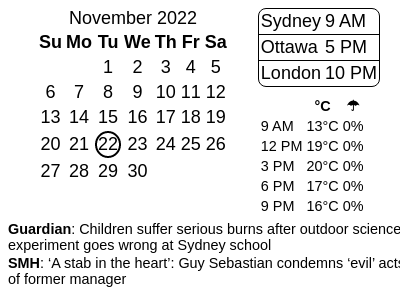 November 2022
Su Mo Tu We Th Fr Sa
1 2 3 4 5
6 7 8 9 10 11 12
13 14 15 16 17 18 19
20 21 22 23 24 25 26
27 28 29 30
Sydney 9 AM
Ottawa 5 PM
London 10 PM
°C ☂
9 AM 13°C 0%
12 PM 19°C 0%
3 PM 20°C 0%
6 PM 17°C 0%
9 PM 16°C 0%
Guardian: Children suffer serious burns after outdoor science
experiment goes wrong at Sydney school
SMH: ‘A stab in the heart’: Guy Sebastian condemns ‘evil’ acts
of former manager